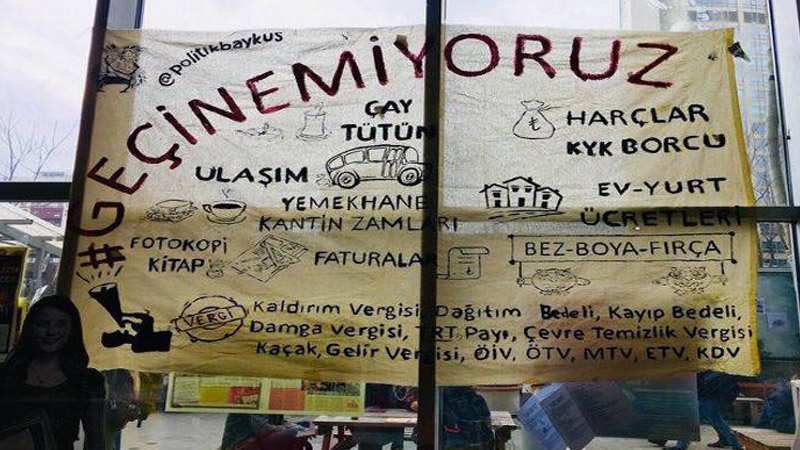 @politikbaykus
#GEÇİNEMİYORUZ
ÇAY
TÜTÜN
HARÇLAR
KYK BORCU
ULAŞIM
YEMEKHANE
KANTİN ZAMLARI
EV-YURT
ÜCRETLERİ
FOTOKOPİ
KİTAP
FATURALAR
BEZ-BOYA-FIRÇA
VERGİ
Kaldırım Vergisi, Dağıtım Bedeli, Kayıp Bedeli,
Damga Vergisi, TRT Payı, Çevre Temizlik Vergisi
Kaçak, Gelir Vergisi, ÖİV, ÖTV, MTV, ETV, KDV